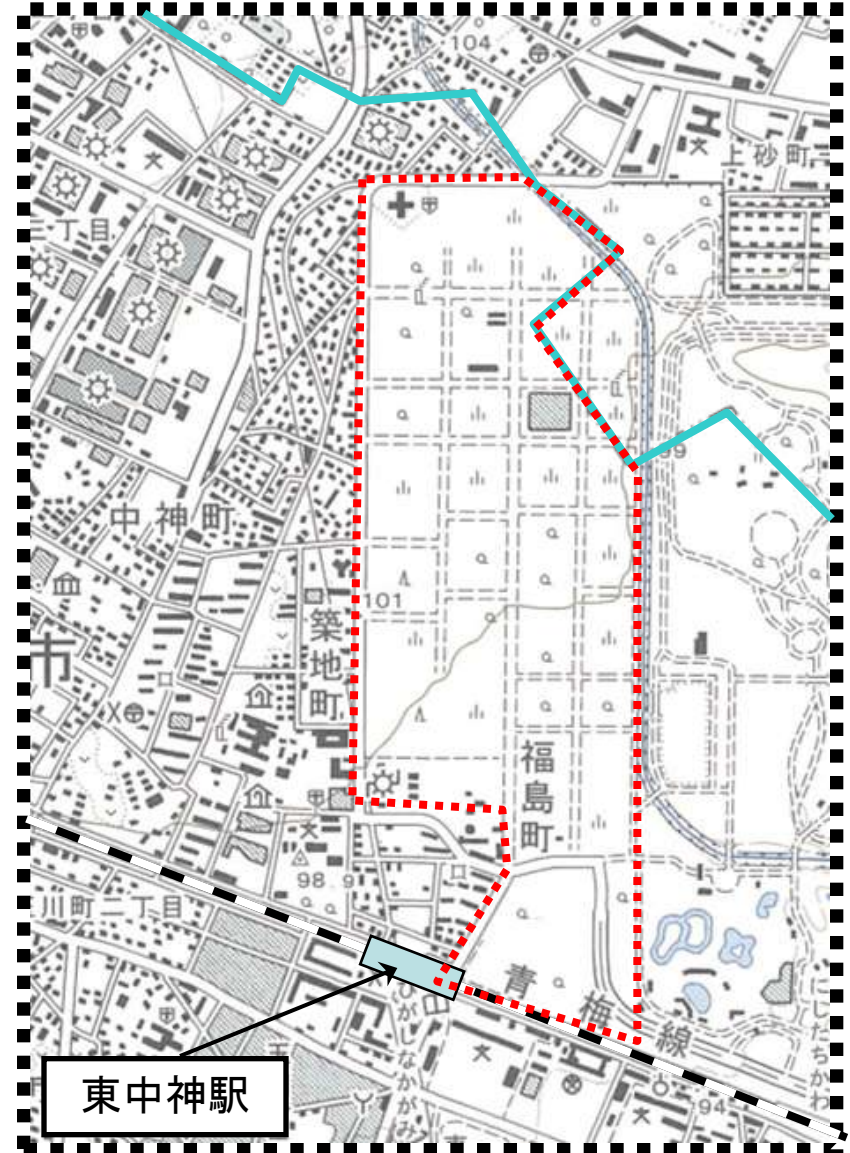 104
上砂町
三丁目
中神町
99
101
築地町
市
福島町
98
川町二丁目
青梅線
ひがしなかがみ
にしたちかわ
東中神駅
94